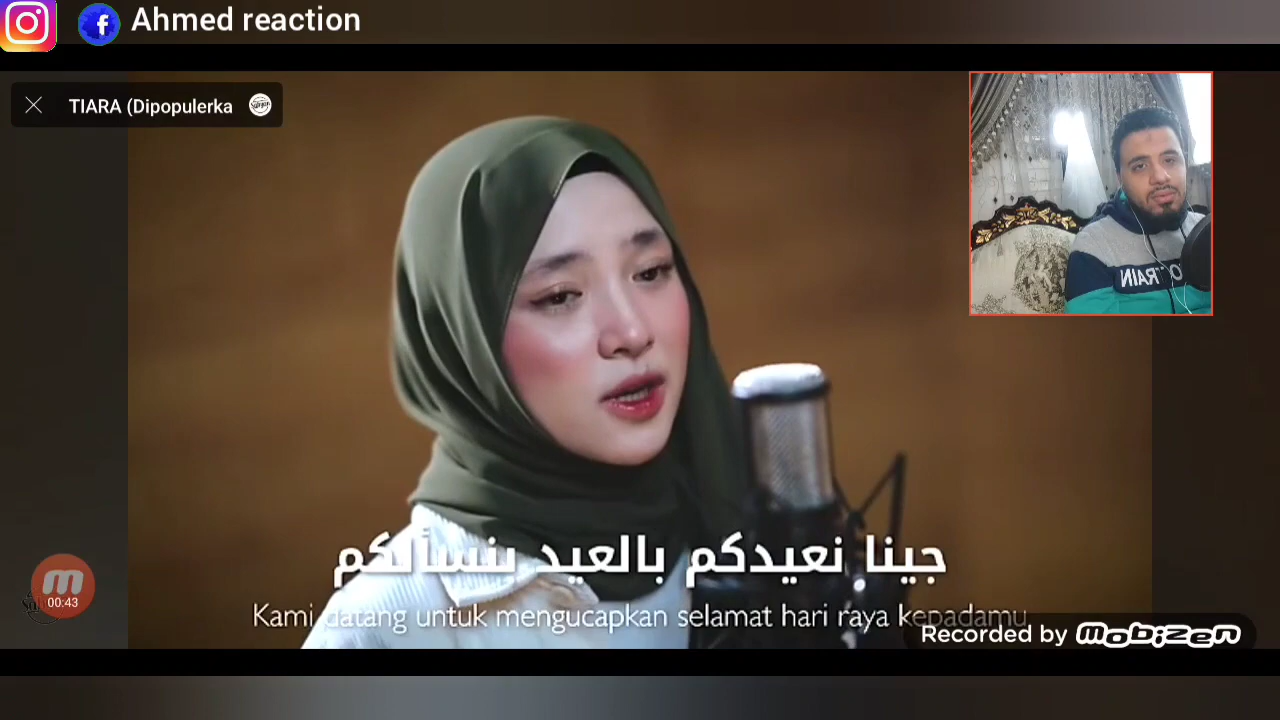 Ahmed reaction
TIARA (Dipopulerka
جينا نعيدكم بالعيد بنسألكم
Kami datang untuk mengucapkan selamat hari raya kepadamu
00:43
Recorded by MOBIZEN